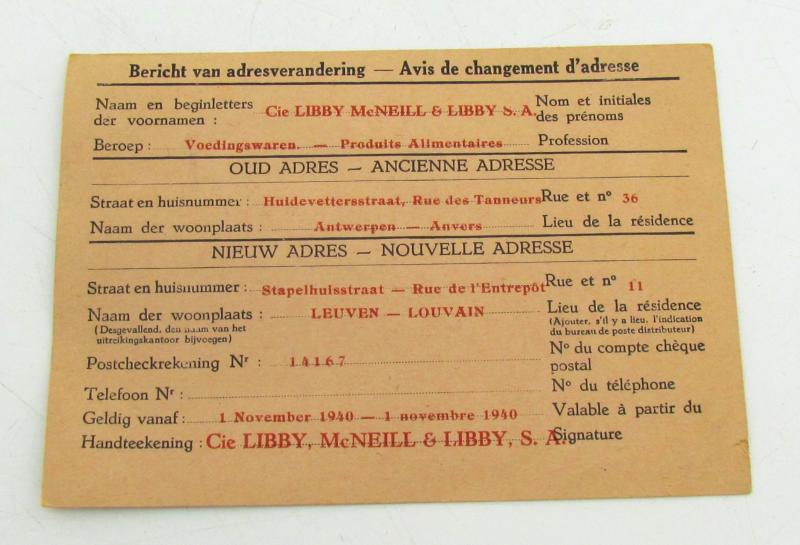 Bericht van adresverandering — Avis de changement d'adresse
Naam en beginletters der voornamen : Cie LIBBY McNEILL & LIBBY S. A. Nom et initiales des prénoms
Beroep : Voedingswaren. — Produits Alimentaires Profession
OUD ADRES — ANCIENNE ADRESSE
Straat en huisnummer : Huidevettersstraat, Rue des Tanneurs Rue et nº 36
Naam der woonplaats : Antwerpen — Anvers Lieu de la résidence
NIEUW ADRES — NOUVELLE ADRESSE
Straat en huisnummer : Stapelhuisstraat — Rue de l'Entrepôt Rue et nº 11
Naam der woonplaats : LEUVEN — LOUVAIN Lieu de la résidence
(Desgevallend, den naam van het uitreikingskantoor bijvoegen) (Ajouter, s'il y a lieu, l'indication du bureau de poste distributeur)
Postcheckrekening Nr : 14167 Nº du compte chèque postal
Telefoon Nr : Nº du téléphone
Geldig vanaf : 1 November 1940 — 1 novembre 1940 Valable à partir du
Handteekening : Cie LIBBY, McNEILL & LIBBY, S. A. Signature